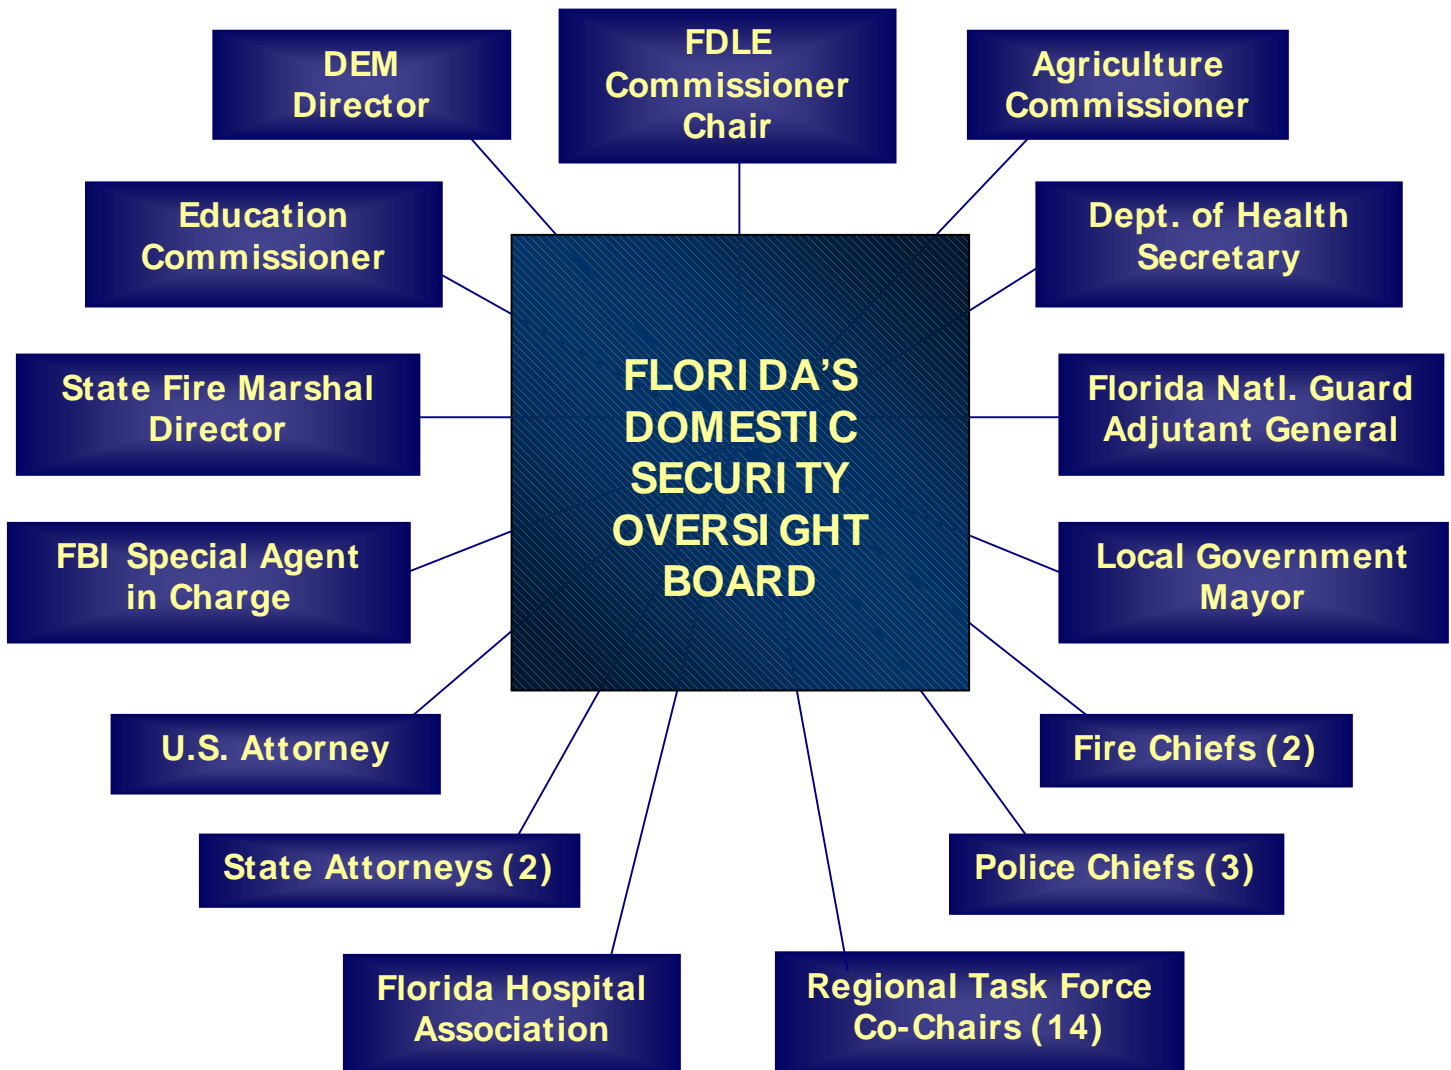 DEM
Director
FDLE
Commissioner
Chair
Agriculture
Commissioner
Education
Commissioner
Dept. of Health
Secretary
State Fire Marshal
Director
FLORIDA’S
DOMESTIC
SECURITY
OVERSIGHT
BOARD
Florida Natl. Guard
Adjutant General
FBI Special Agent
in Charge
Local Government
Mayor
U.S. Attorney
Fire Chiefs (2)
State Attorneys (2)
Police Chiefs (3)
Florida Hospital
Association
Regional Task Force
Co-Chairs (14)